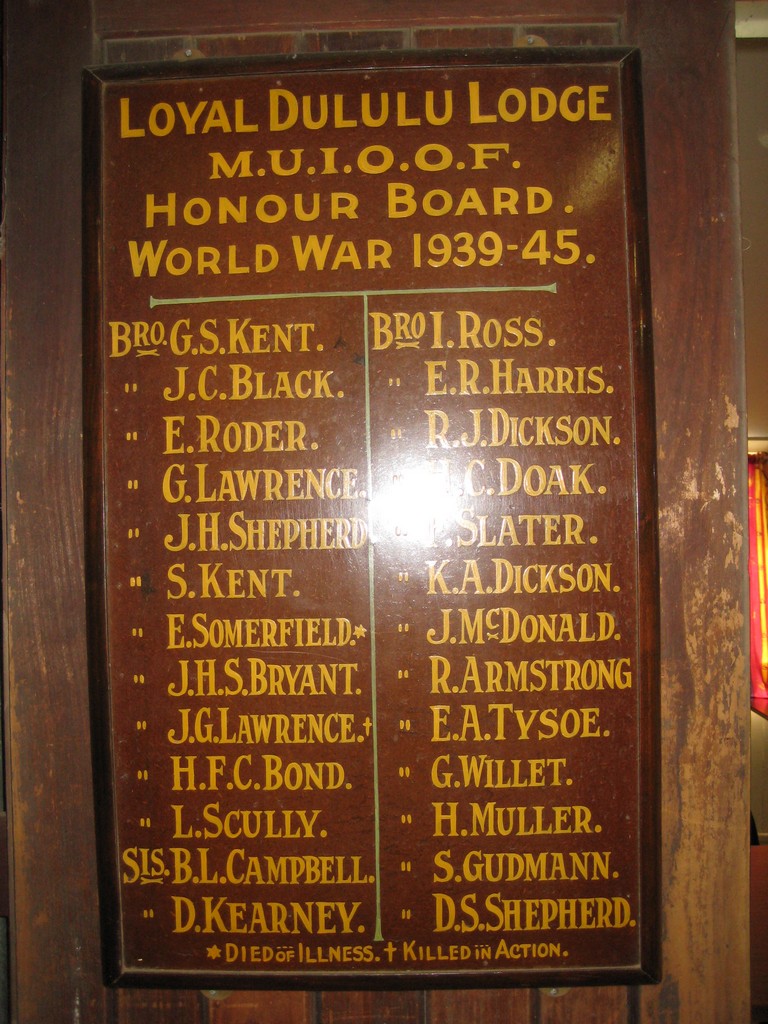 LOYAL DULULU LODGE
M.U.I.O.O.F.
HONOUR BOARD.
WORLD WAR 1939-45.
BRO. G.S.KENT.
" J.C.BLACK.
" E.RODER.
" G.LAWRENCE.
" J.H.SHEPHERD
" S.KENT.
" E.SOMERFIELD.*
" J.H.S.BRYANT.
" J.G.LAWRENCE.†
" H.F.C.BOND.
" L.SCULLY.
SIS. B.L.CAMPBELL.
" D.KEARNEY.
BRO I.ROSS.
" E.R.HARRIS.
" R.J.DICKSON.
C.DOAK.
SLATER.
" K.A.DICKSON.
" J.McDONALD.
" R.ARMSTRONG
" E.A.TYSOE.
" G.WILLET.
" H.MULLER.
" S.GUDMANN.
" D.S.SHEPHERD.
* DIED OF ILLNESS. † KILLED IN ACTION.